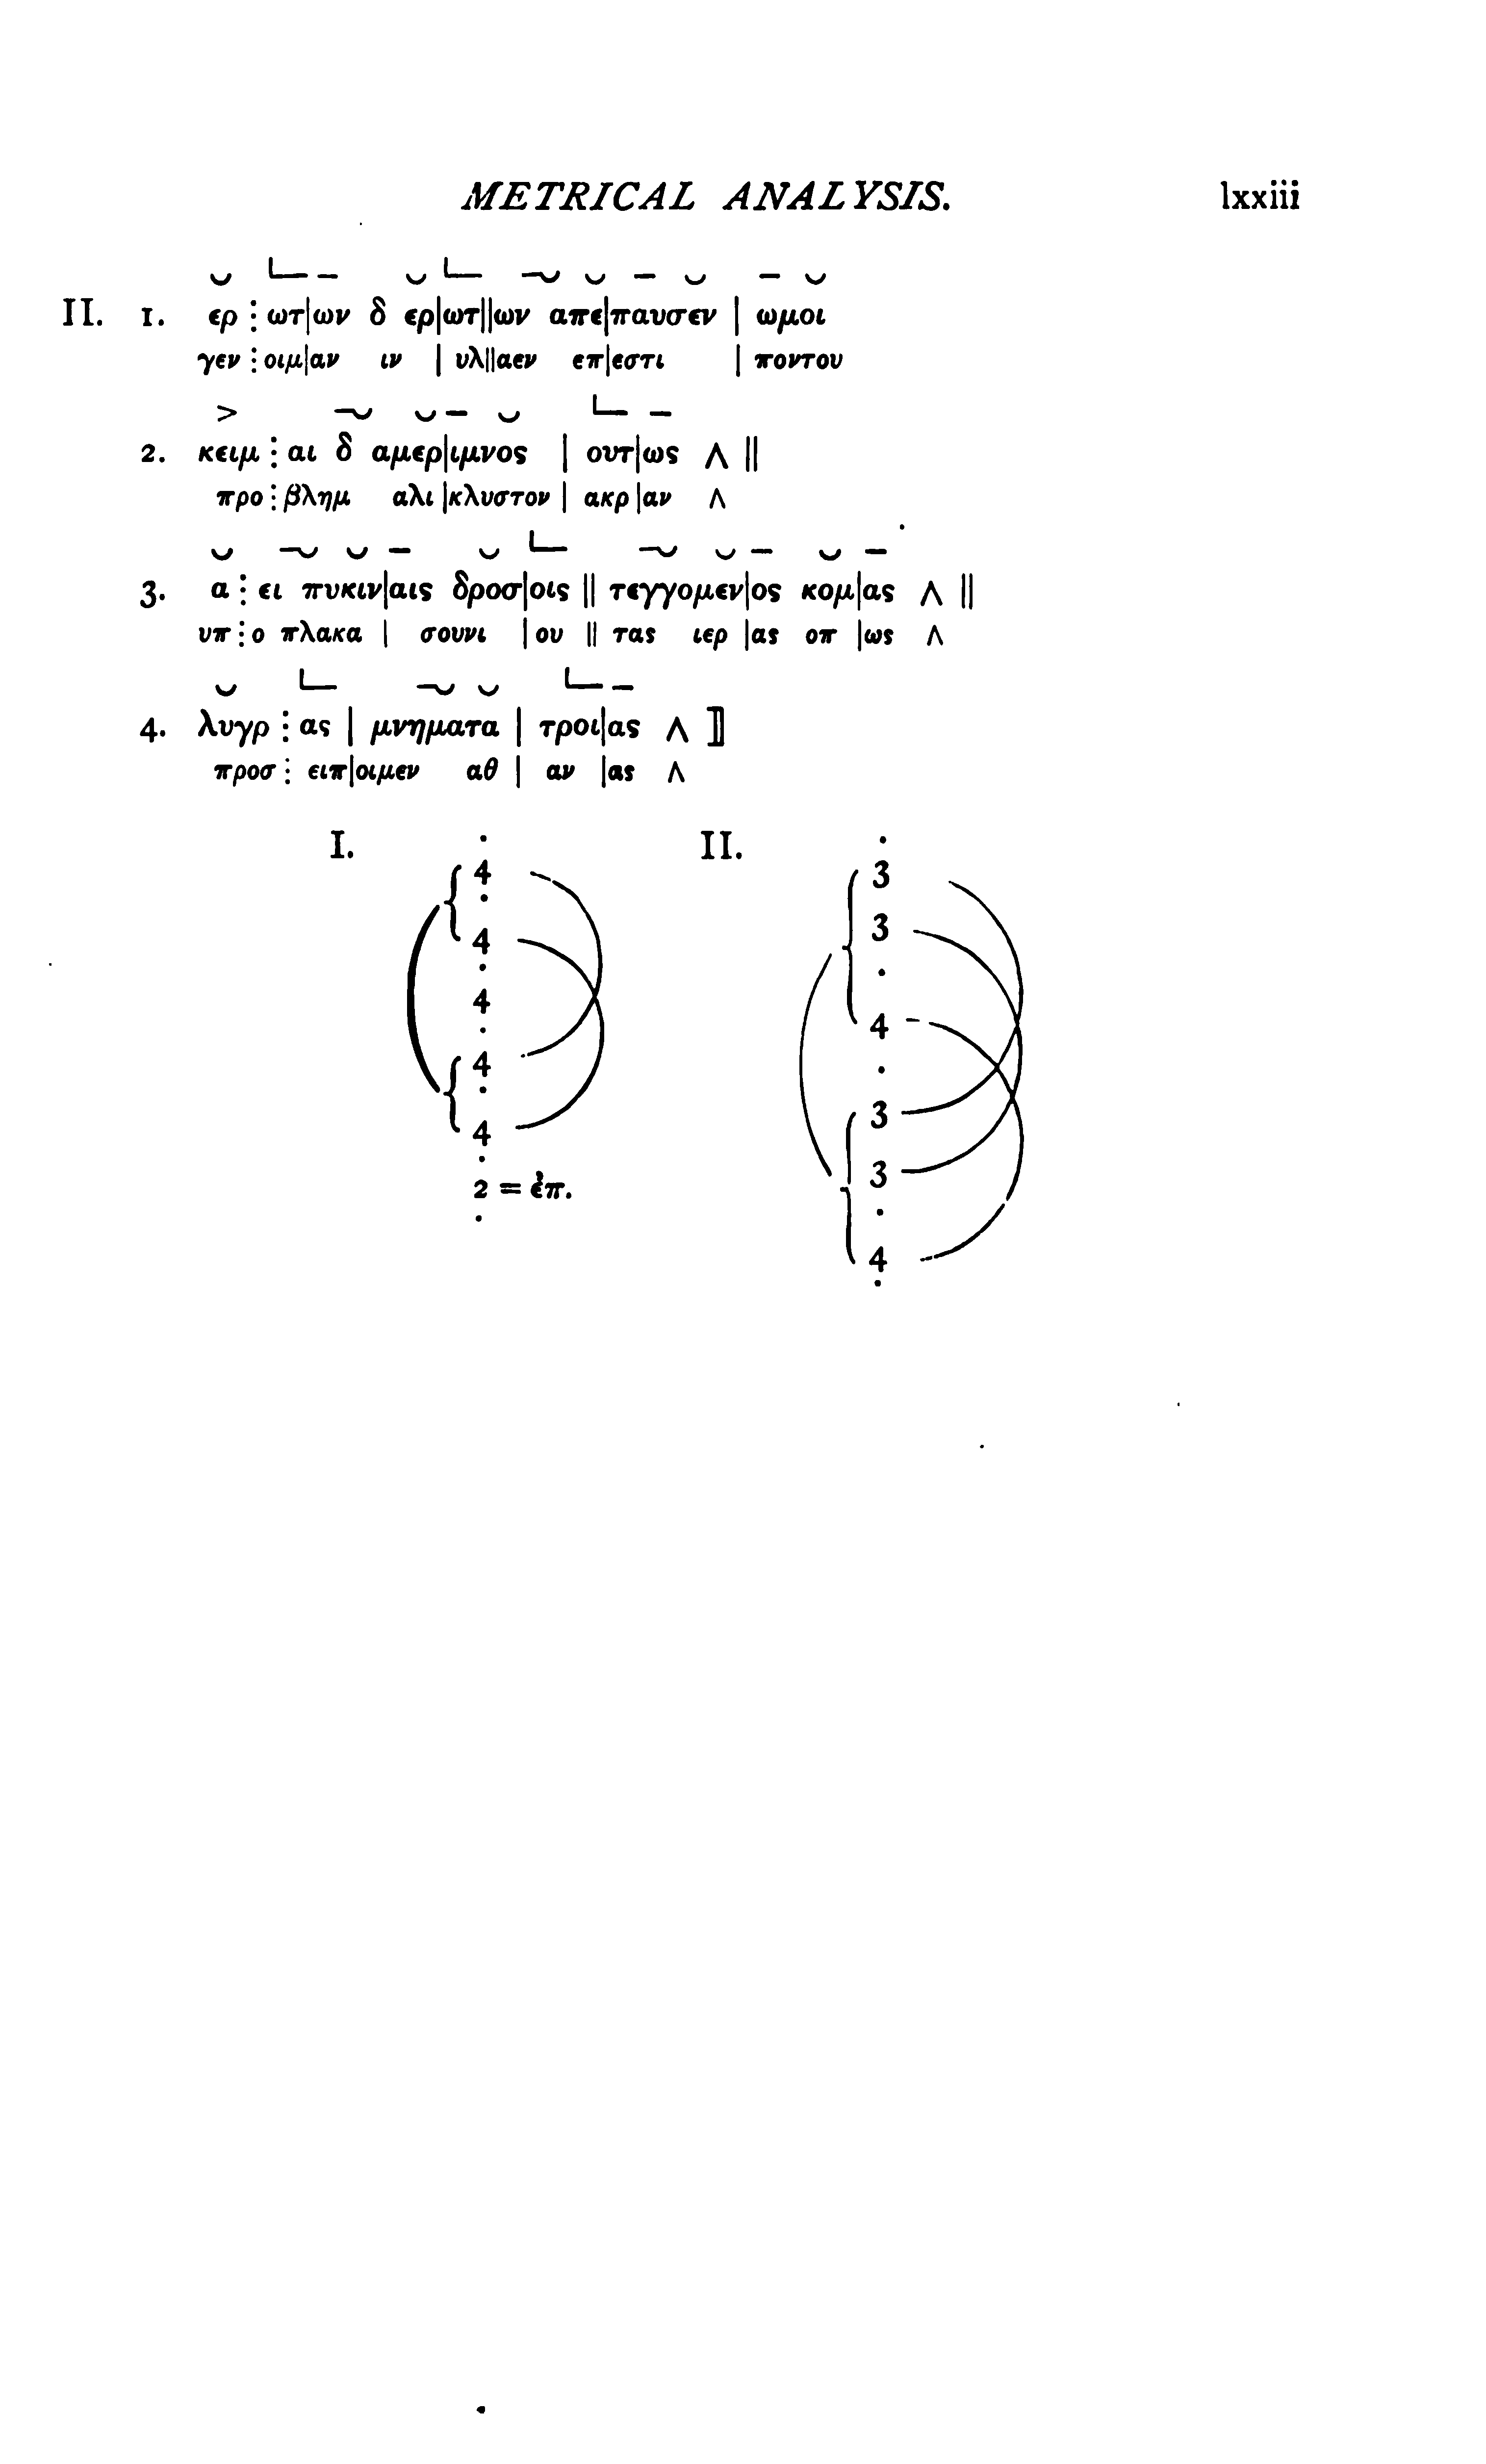 METRICAL ANALYSIS. lxxiii
⏑ ⌊— – ⏑ ⌊— –⏑ ⏑ – ⏑ – ⏑
II. 1. ερ ⋮ ωτ|ων δ ερ|ωτ||ων απε|παυσεν | ωμοι
γεν ⋮ οιμ|αν ιν | υλ||αεν επ|εστι | ποντου
> –⏑ ⏑ – ⏑ ⌊— –
2. κειμ ⋮ αι δ αμερ|ιμνος | ουτ|ως Λ ||
προ ⋮ βλημ αλι |κλυστον | ακρ |αν Λ
⏑ –⏑ ⏑ – ⏑ ⌊— –⏑ ⏑ – ⏑ –
3. α ⋮ ει πυκιν|αις δροσ|οις || τεγγομεν|ος κομ|ας Λ ||
υπ ⋮ ο πλακα | σουνι | ου || τας ιερ |ας οπ |ως Λ
⏑ ⌊— –⏑ ⏑ ⌊— –
4. λυγρ ⋮ ας | μνηματα | τροι|ας Λ ]]
προσ ⋮ ειπ|οιμεν αθ | αν |ας Λ
I.
.
4
.
4
.
4
.
4
.
4
.
2 = ἐπ.
.
II.
.
3
3
.
4
.
3
3
.
4
.